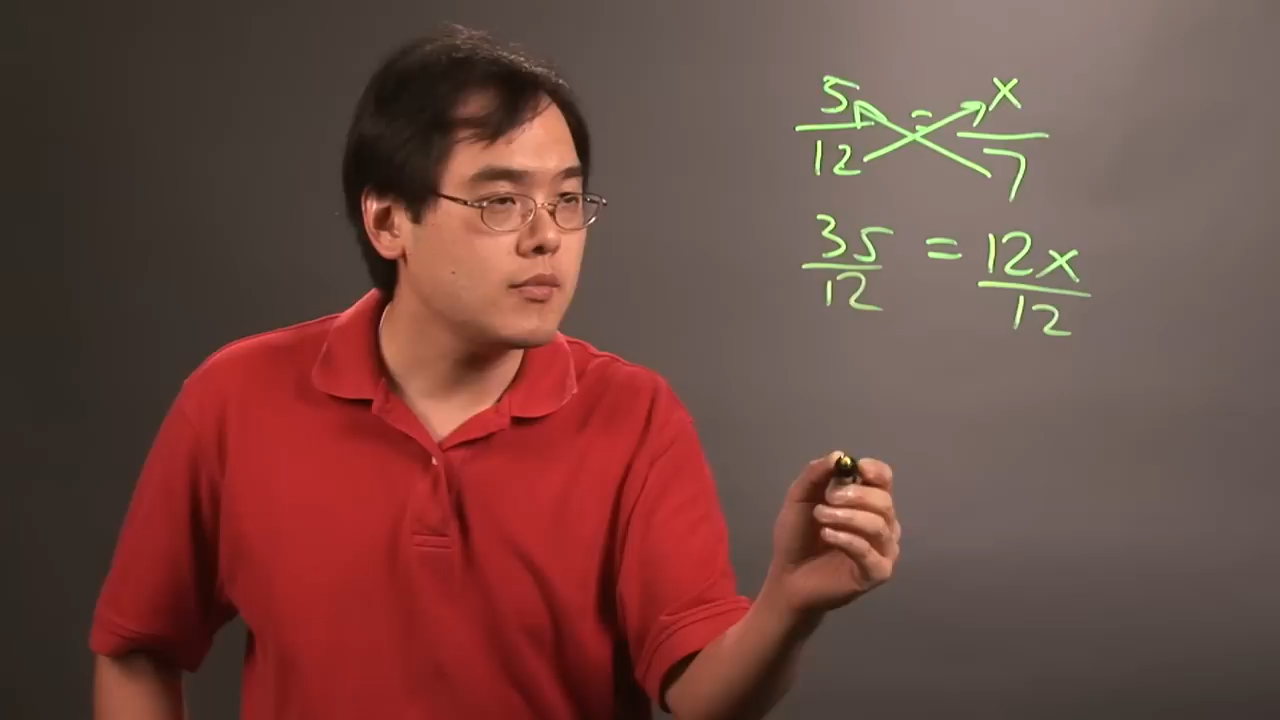 5/12 = x/7
35/12 = 12x/12